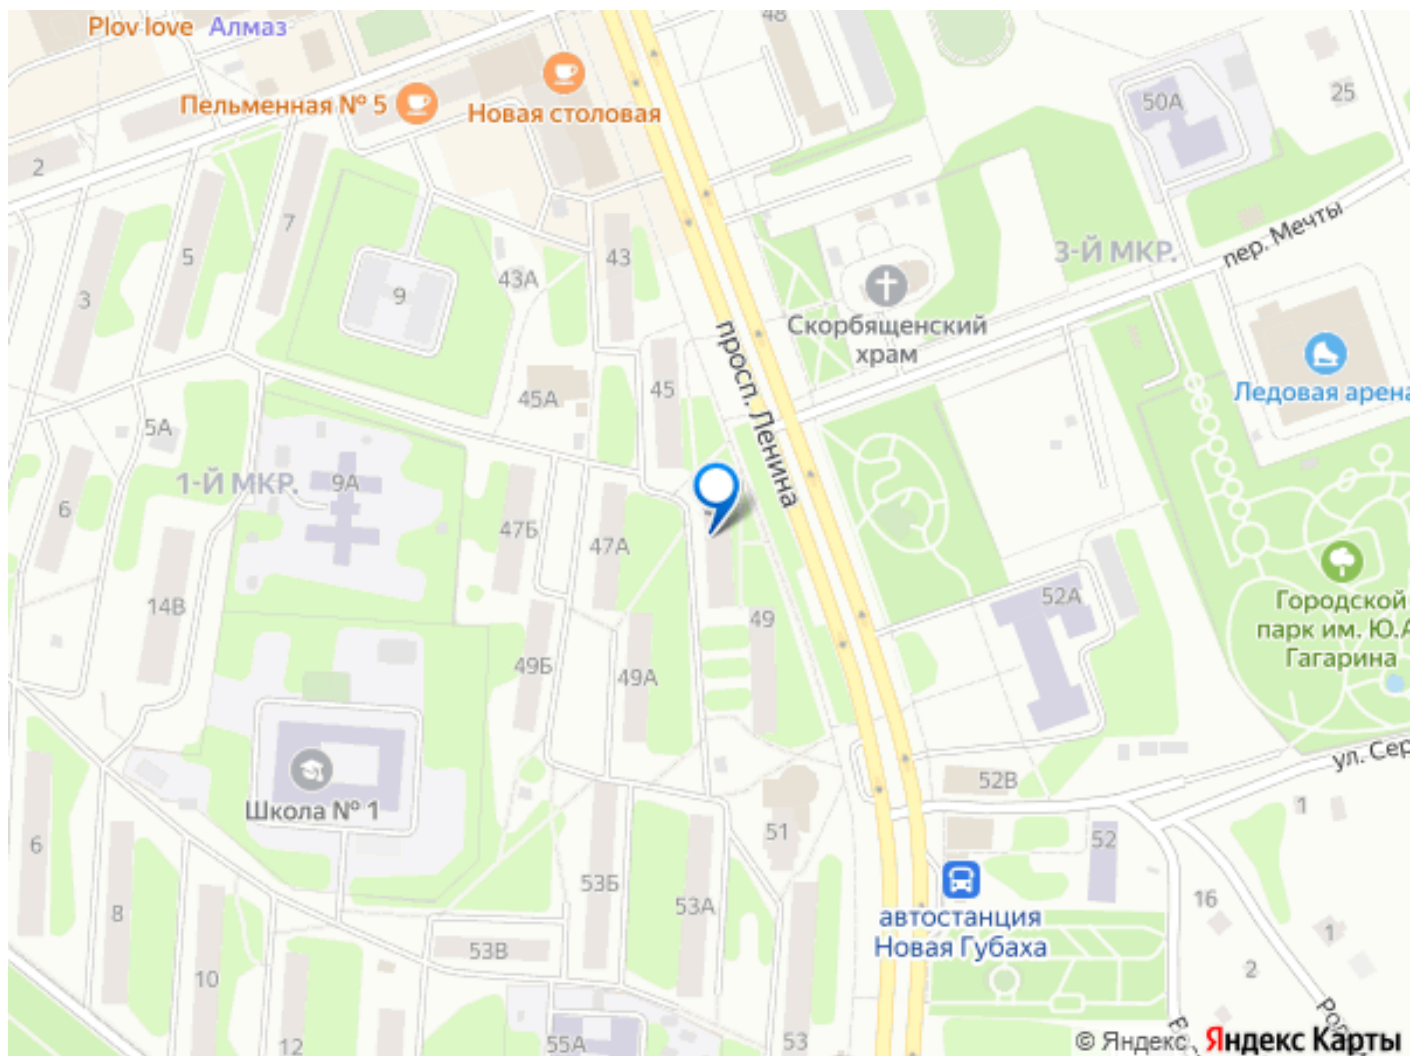 Plov love
Алмаз
48
Пельменная № 5
Новая столовая
50А
25
2
7
5
3
43
43А
9
3-Й МКР.
пер. Мечты
Скорбященский
храм
просп. Ленина
Ледовая арена
45
45А
5А
1-Й МКР.
9А
6
47Б
47А
14В
52А
49
49Б
49А
Городской
парк им. Ю.А
Гагарина
ул. Сер
52В
Школа № 1
51
1
52
6
8
53Б
53А
53В
автостанция
Новая Губаха
16
1
2
10
12
55А
53
© Яндекс
Яндекс Карты